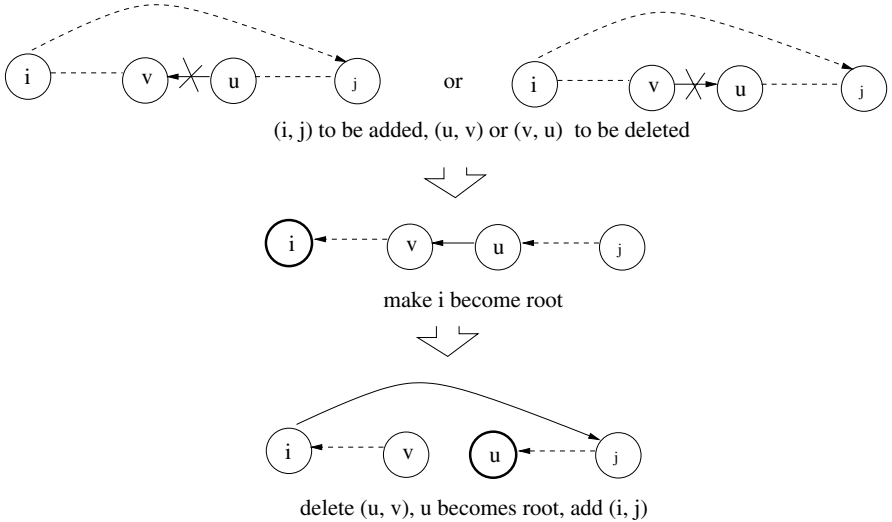 i v u j or i v u j
(i, j) to be added, (u, v) or (v, u) to be deleted
i v u j
make i become root
i v u j
delete (u, v), u becomes root, add (i, j)